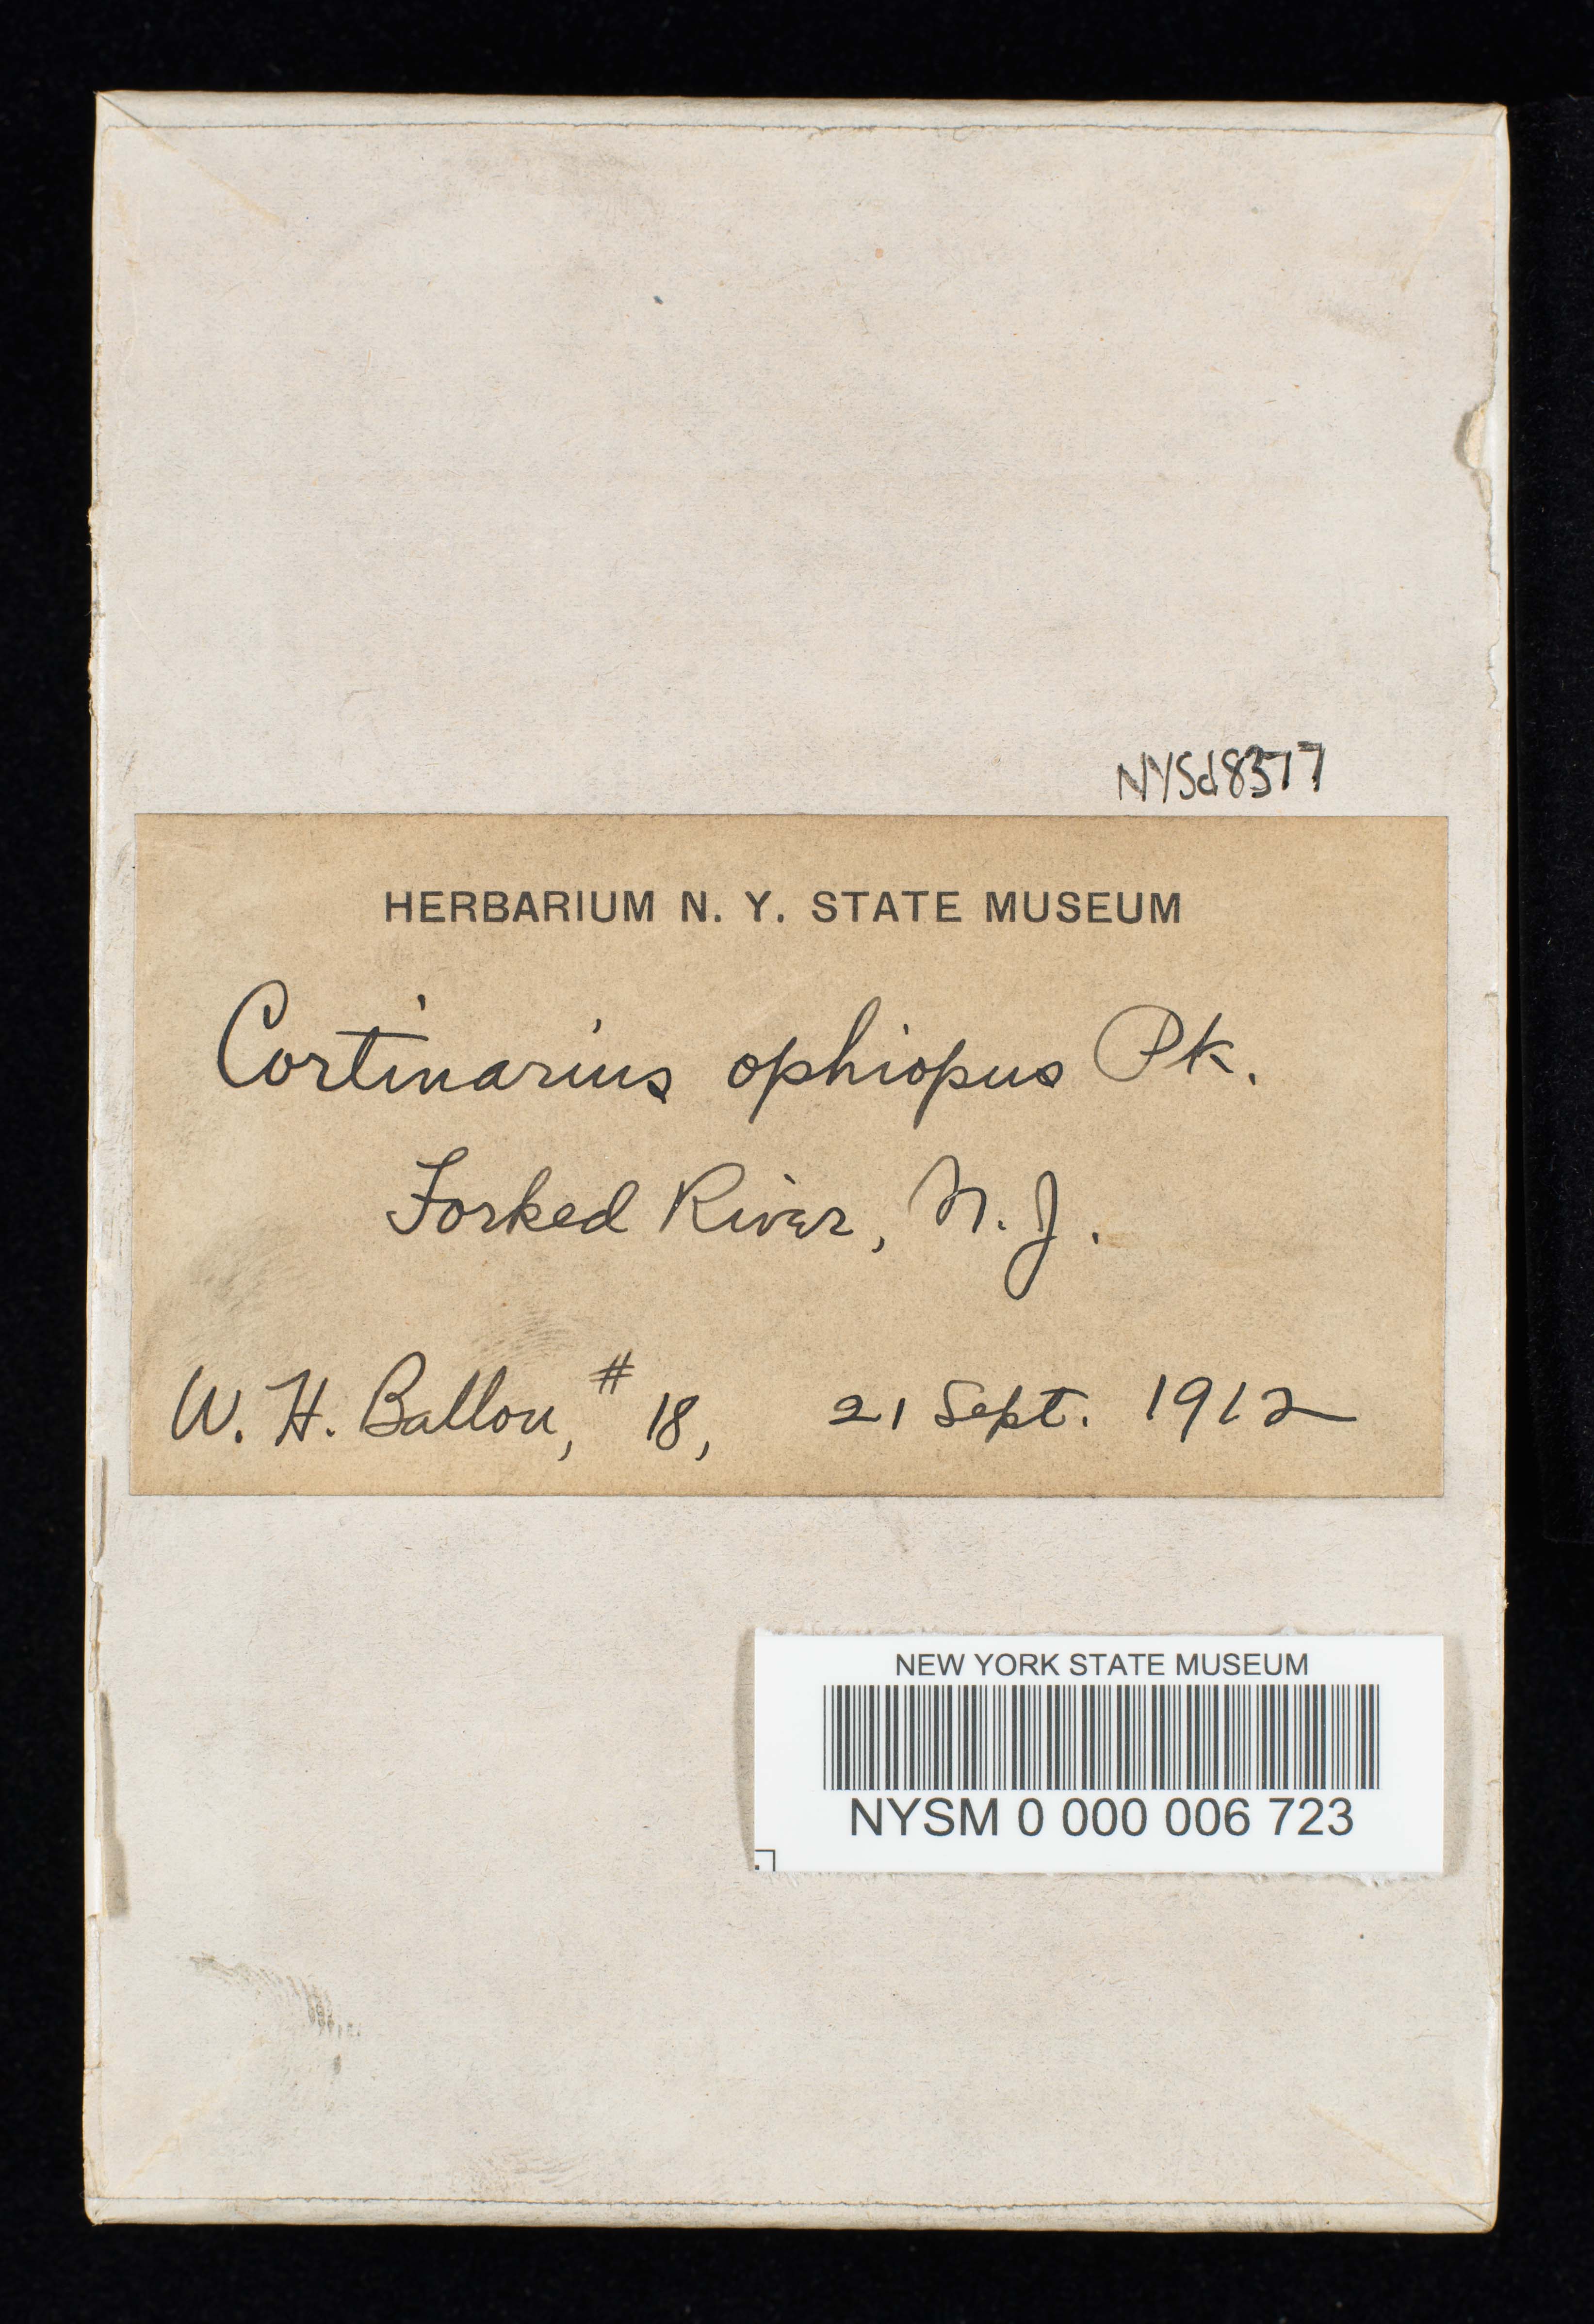 NYSd8377
HERBARIUM N. Y. STATE MUSEUM
Cortinarius ophiopus Pk.
Forked River, N. J.
W. H. Ballou, # 18, 21 Sept. 1912
NEW YORK STATE MUSEUM
NYSM 0 000 006 723